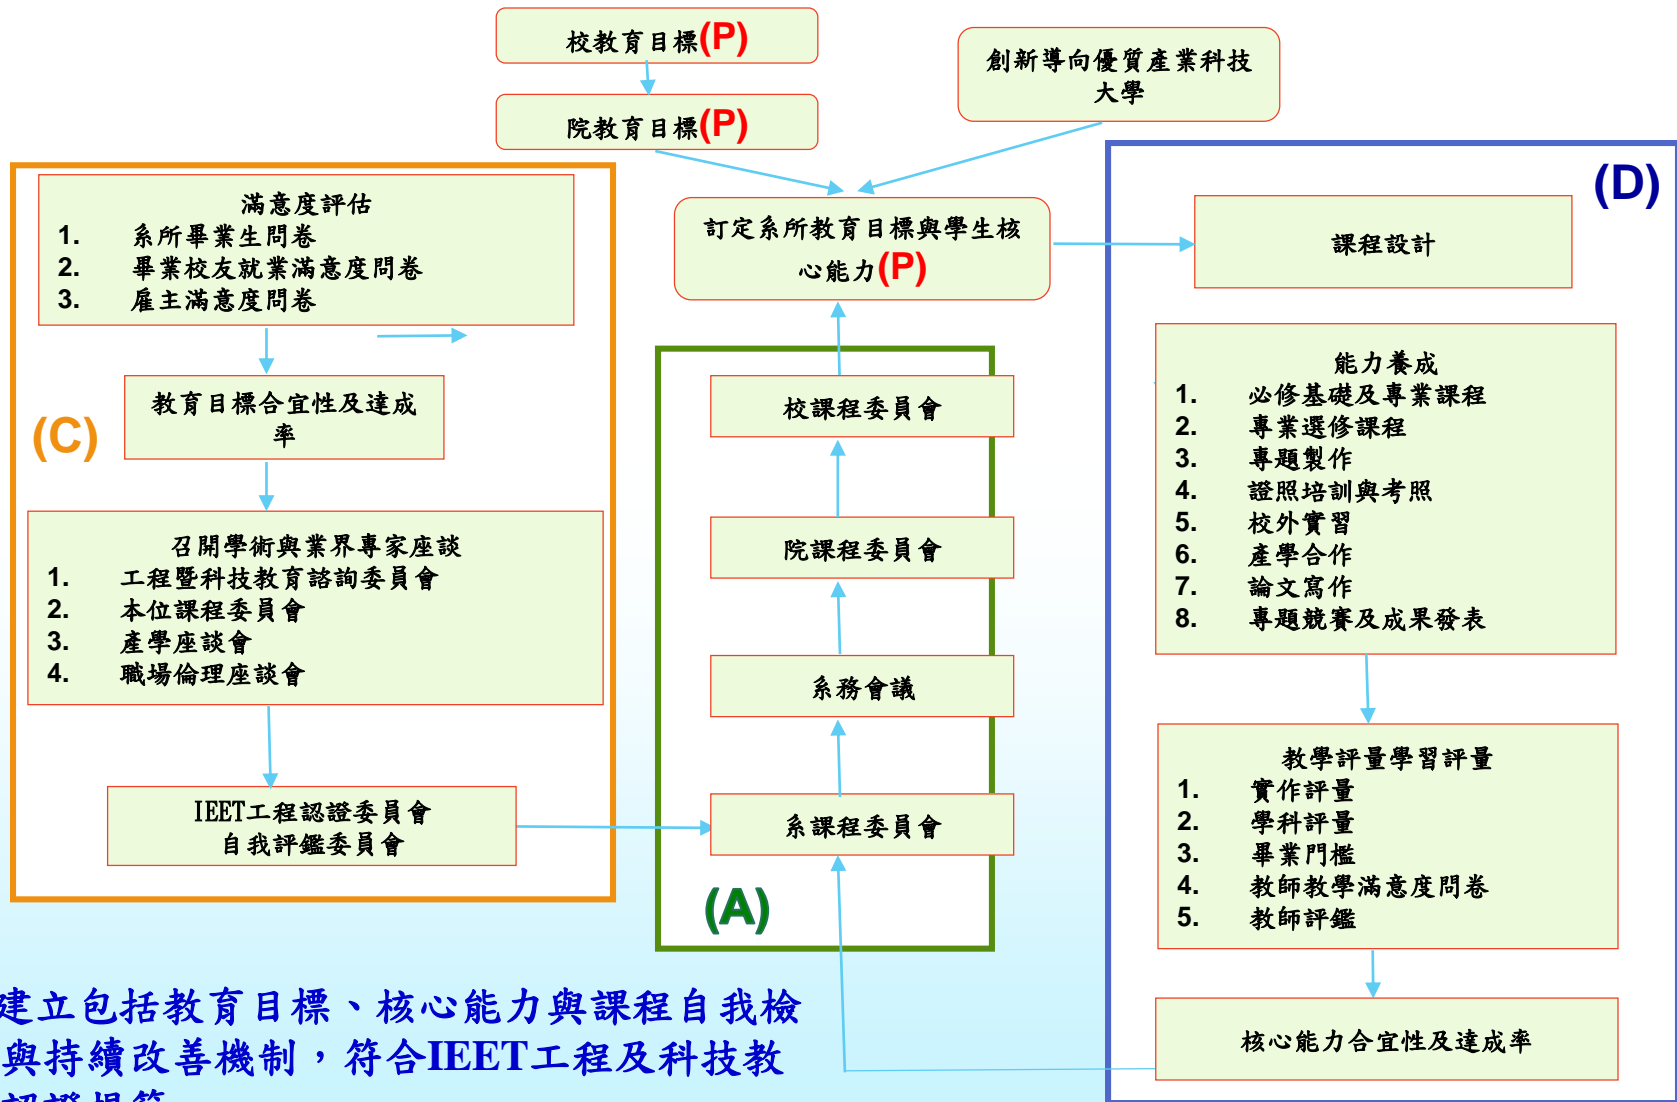 校教育目標(P)
院教育目標(P)
創新導向優質產業科技
大學
訂定系所教育目標與學生核
心能力(P)
滿意度評估
1. 系所畢業生問卷
2. 畢業校友就業滿意度問卷
3. 雇主滿意度問卷
教育目標合宜性及達成
率
(C)
召開學術與業界專家座談
1. 工程暨科技教育諮詢委員會
2. 本位課程委員會
3. 產學座談會
4. 職場倫理座談會
IEET工程認證委員會
自我評鑑委員會
校課程委員會
院課程委員會
系務會議
系課程委員會
(A)
(D)
課程設計
能力養成
1. 必修基礎及專業課程
2. 專業選修課程
3. 專題製作
4. 證照培訓與考照
5. 校外實習
6. 產學合作
7. 論文寫作
8. 專題競賽及成果發表
教學評量學習評量
1. 實作評量
2. 學科評量
3. 畢業門檻
4. 教師教學滿意度問卷
5. 教師評鑑
核心能力合宜性及達成率
建立包括教育目標、核心能力與課程自我檢
與持續改善機制，符合IEET工程及科技教